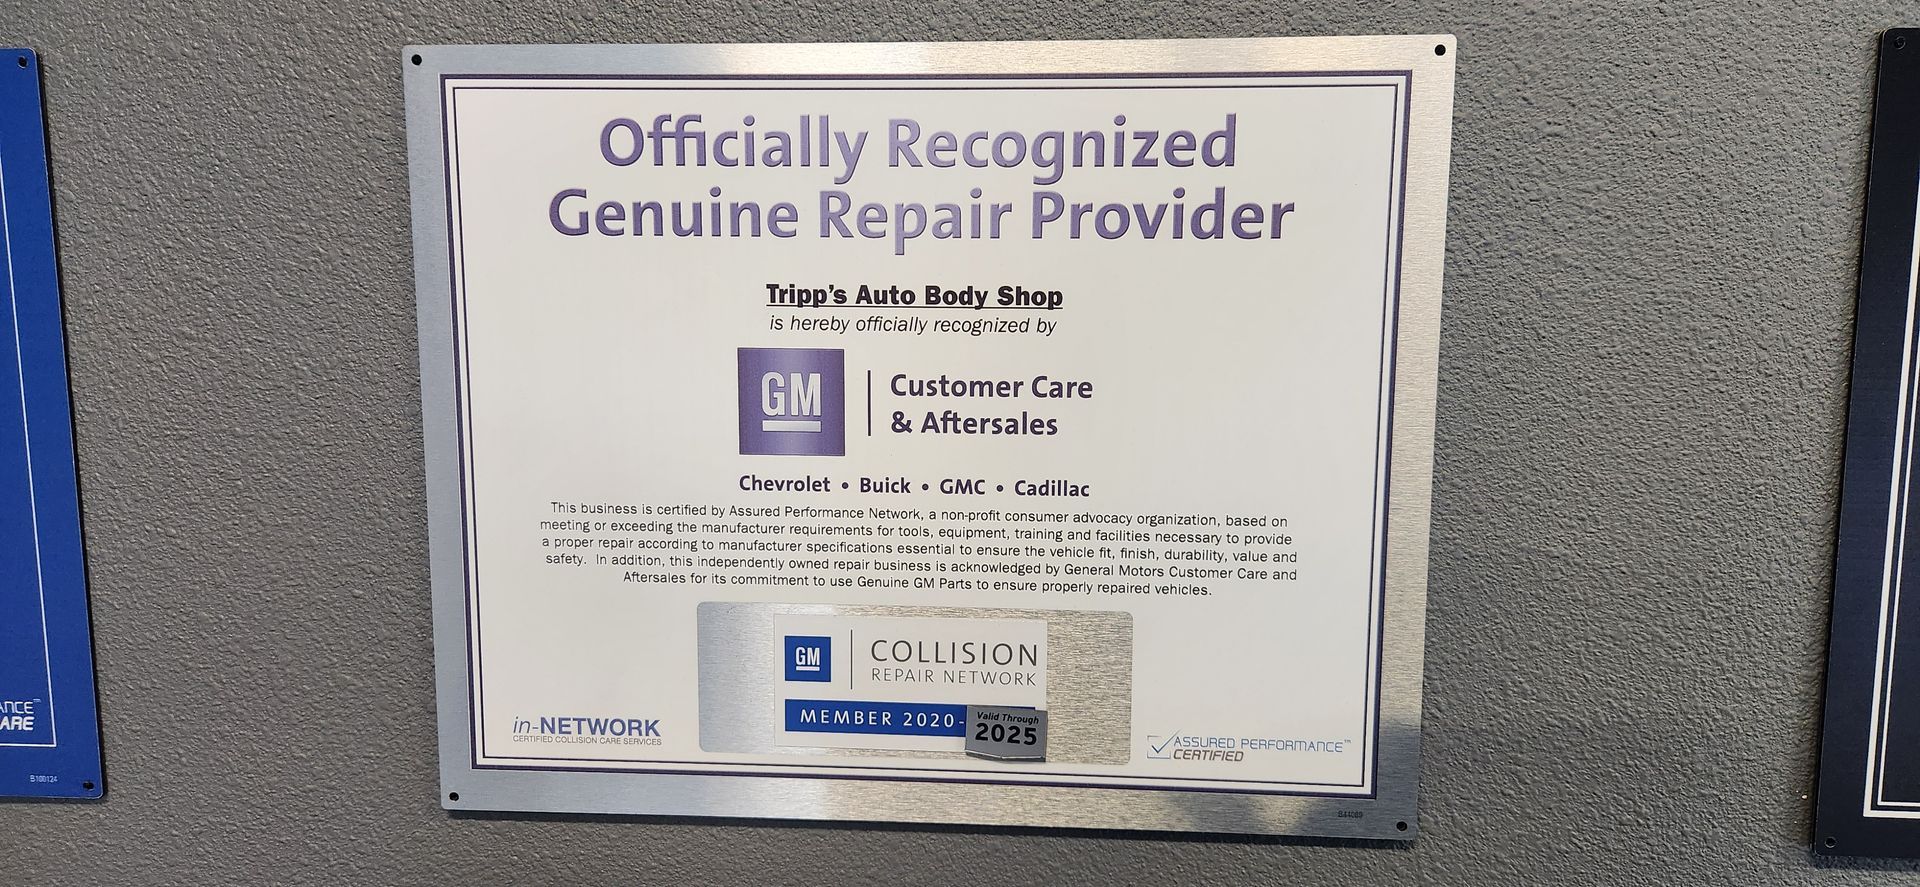 Officially Recognized
Genuine Repair Provider
Tripp's Auto Body Shop
is hereby officially recognized by
GM
Customer Care
& Aftersales
Chevrolet • Buick • GMC • Cadillac
This business is certified by Assured Performance Network, a non-profit consumer advocacy organization, based on
meeting or exceeding the manufacturer requirements for tools, equipment, training and facilities necessary to provide
a proper repair according to manufacturer specifications essential to ensure the vehicle fit, finish, durability, value and
safety. In addition, this independently owned repair business is acknowledged by General Motors Customer Care and
Aftersales for its commitment to use Genuine GM Parts to ensure properly repaired vehicles.
GM
COLLISION
REPAIR NETWORK
MEMBER 2020-
Valid Through
2025
in-NETWORK
CERTIFIED COLLISION CARE SERVICES
ASSURED PERFORMANCE™
CERTIFIED
ANCE™
ARE